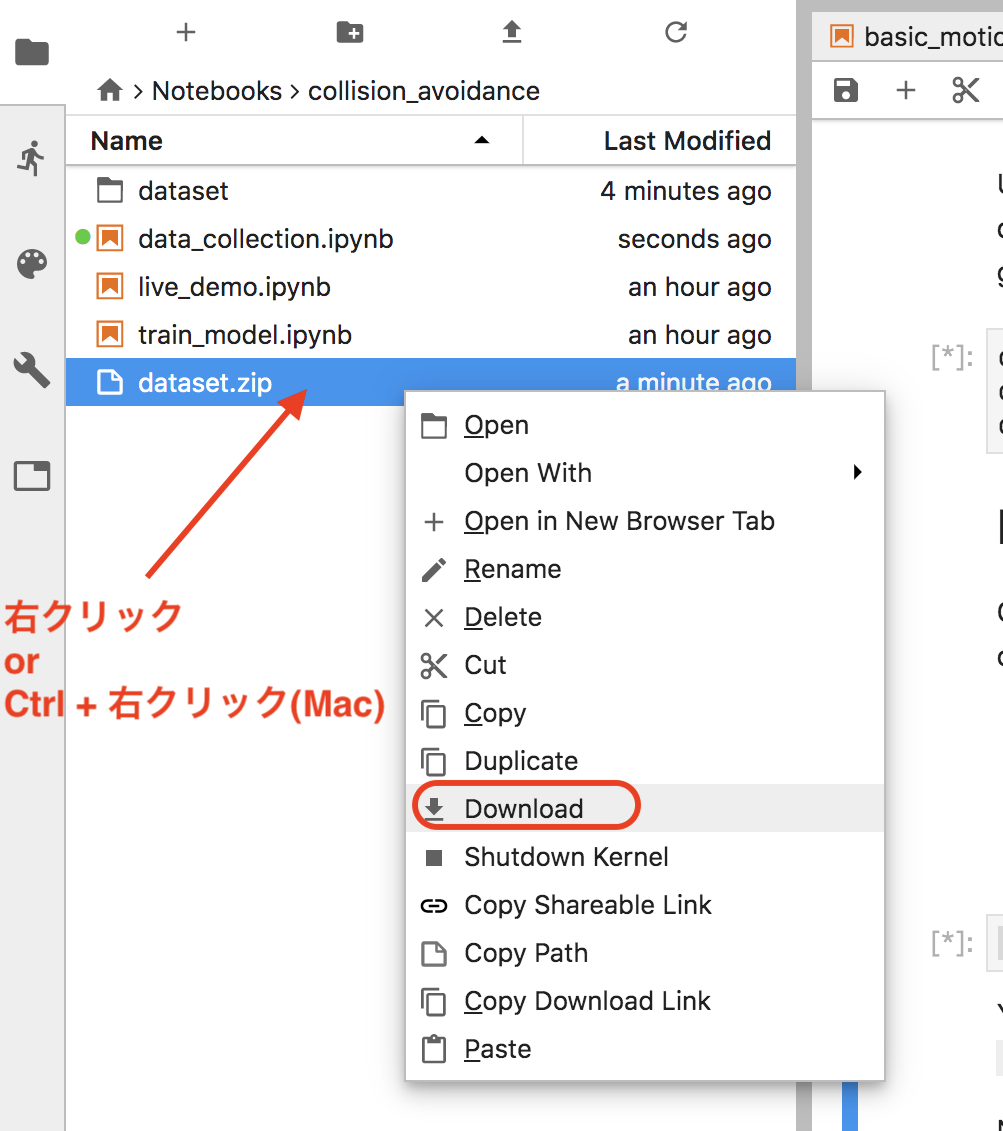 basic_motic
Notebooks > collision_avoidance
Name Last Modified
dataset 4 minutes ago
data_collection.ipynb seconds ago
live_demo.ipynb an hour ago
train_model.ipynb an hour ago
dataset.zip a minute ago
Open
Open With
Open in New Browser Tab
Rename
Delete
Cut
Copy
Duplicate
Download
Shutdown Kernel
Copy Shareable Link
Copy Path
Copy Download Link
Paste
右クリック
or
Ctrl + 右クリック(Mac)
[*]:
[*]: